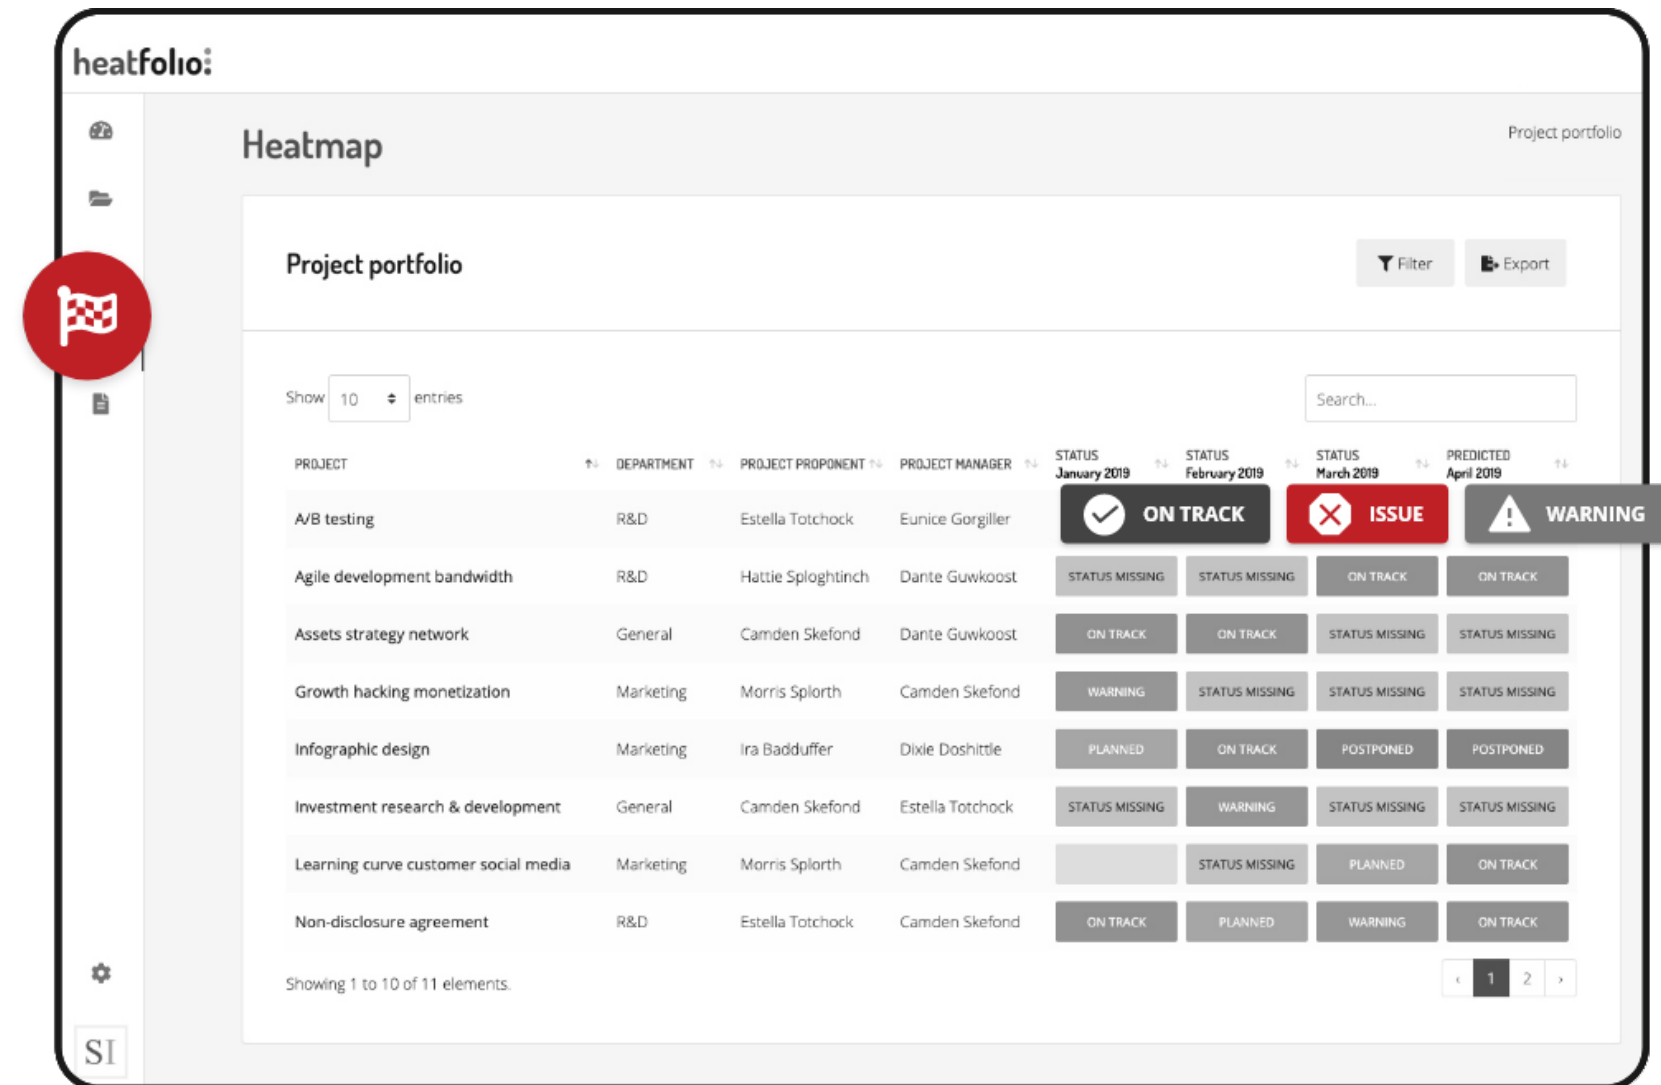 heatfolio
Heatmap
Project portfolio
Project portfolio
Filter
Export
Show 10 entries
Search...
PROJECT DEPARTMENT PROJECT PROPONENT PROJECT MANAGER STATUS January 2019 STATUS February 2019 STATUS March 2019 PREDICTED April 2019
A/B testing R&D Estella Totchock Eunice Gorgiller ON TRACK ISSUE WARNING
Agile development bandwidth R&D Hattie Sploghtinch Dante Guwkoost STATUS MISSING STATUS MISSING ON TRACK ON TRACK
Assets strategy network General Camden Skefond Dante Guwkoost ON TRACK ON TRACK STATUS MISSING STATUS MISSING
Growth hacking monetization Marketing Morris Splorth Camden Skefond WARNING STATUS MISSING STATUS MISSING STATUS MISSING
Infographic design Marketing Ira Badduffer Dixie Doshittle PLANNED ON TRACK POSTPONED POSTPONED
Investment research & development General Camden Skefond Estella Totchock STATUS MISSING WARNING STATUS MISSING STATUS MISSING
Learning curve customer social media Marketing Morris Splorth Camden Skefond STATUS MISSING PLANNED ON TRACK
Non-disclosure agreement R&D Estella Totchock Camden Skefond ON TRACK PLANNED WARNING ON TRACK
Showing 1 to 10 of 11 elements.
‹ 1 2 ›
SI